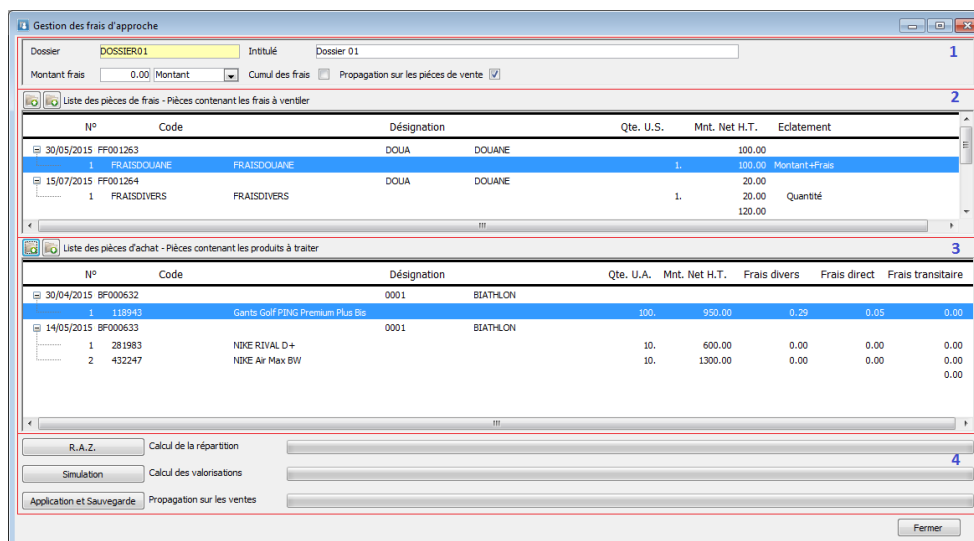 Gestion des frais d'approche
Dossier DOSSIER01 Intitulé Dossier 01 1
Montant frais 0.00 Montant Cumul des frais Propagation sur les pièces de vente
Liste des pièces de frais - Pièces contenant les frais à ventiler 2
N° Code Désignation Qte. U.S. Mnt. Net H.T. Eclatement
30/05/2015 FF001263 DOUA DOUANE 100.00
1 FRAISDOUANE FRAISDOUANE 1. 100.00 Montant+Frais
15/07/2015 FF001264 DOUA DOUANE 20.00
1 FRAISDIVERS FRAISDIVERS 1. 20.00 Quantité
120.00
Liste des pièces d'achat - Pièces contenant les produits à traiter 3
N° Code Désignation Qte. U.A. Mnt. Net H.T. Frais divers Frais direct Frais transitaire
30/04/2015 BF000632 0001 BIATHLON
1 118943 Gants Golf PING Premium Plus Bis 100. 950.00 0.29 0.05 0.00
14/05/2015 BF000633 0001 BIATHLON
1 281983 NIKE RIVAL D+ 10. 600.00 0.00 0.00 0.00
2 432247 NIKE Air Max BW 10. 1300.00 0.00 0.00 0.00
0.00
R.A.Z. Calcul de la répartition
4
Simulation Calcul des valorisations
Application et Sauvegarde Propagation sur les ventes
Fermer